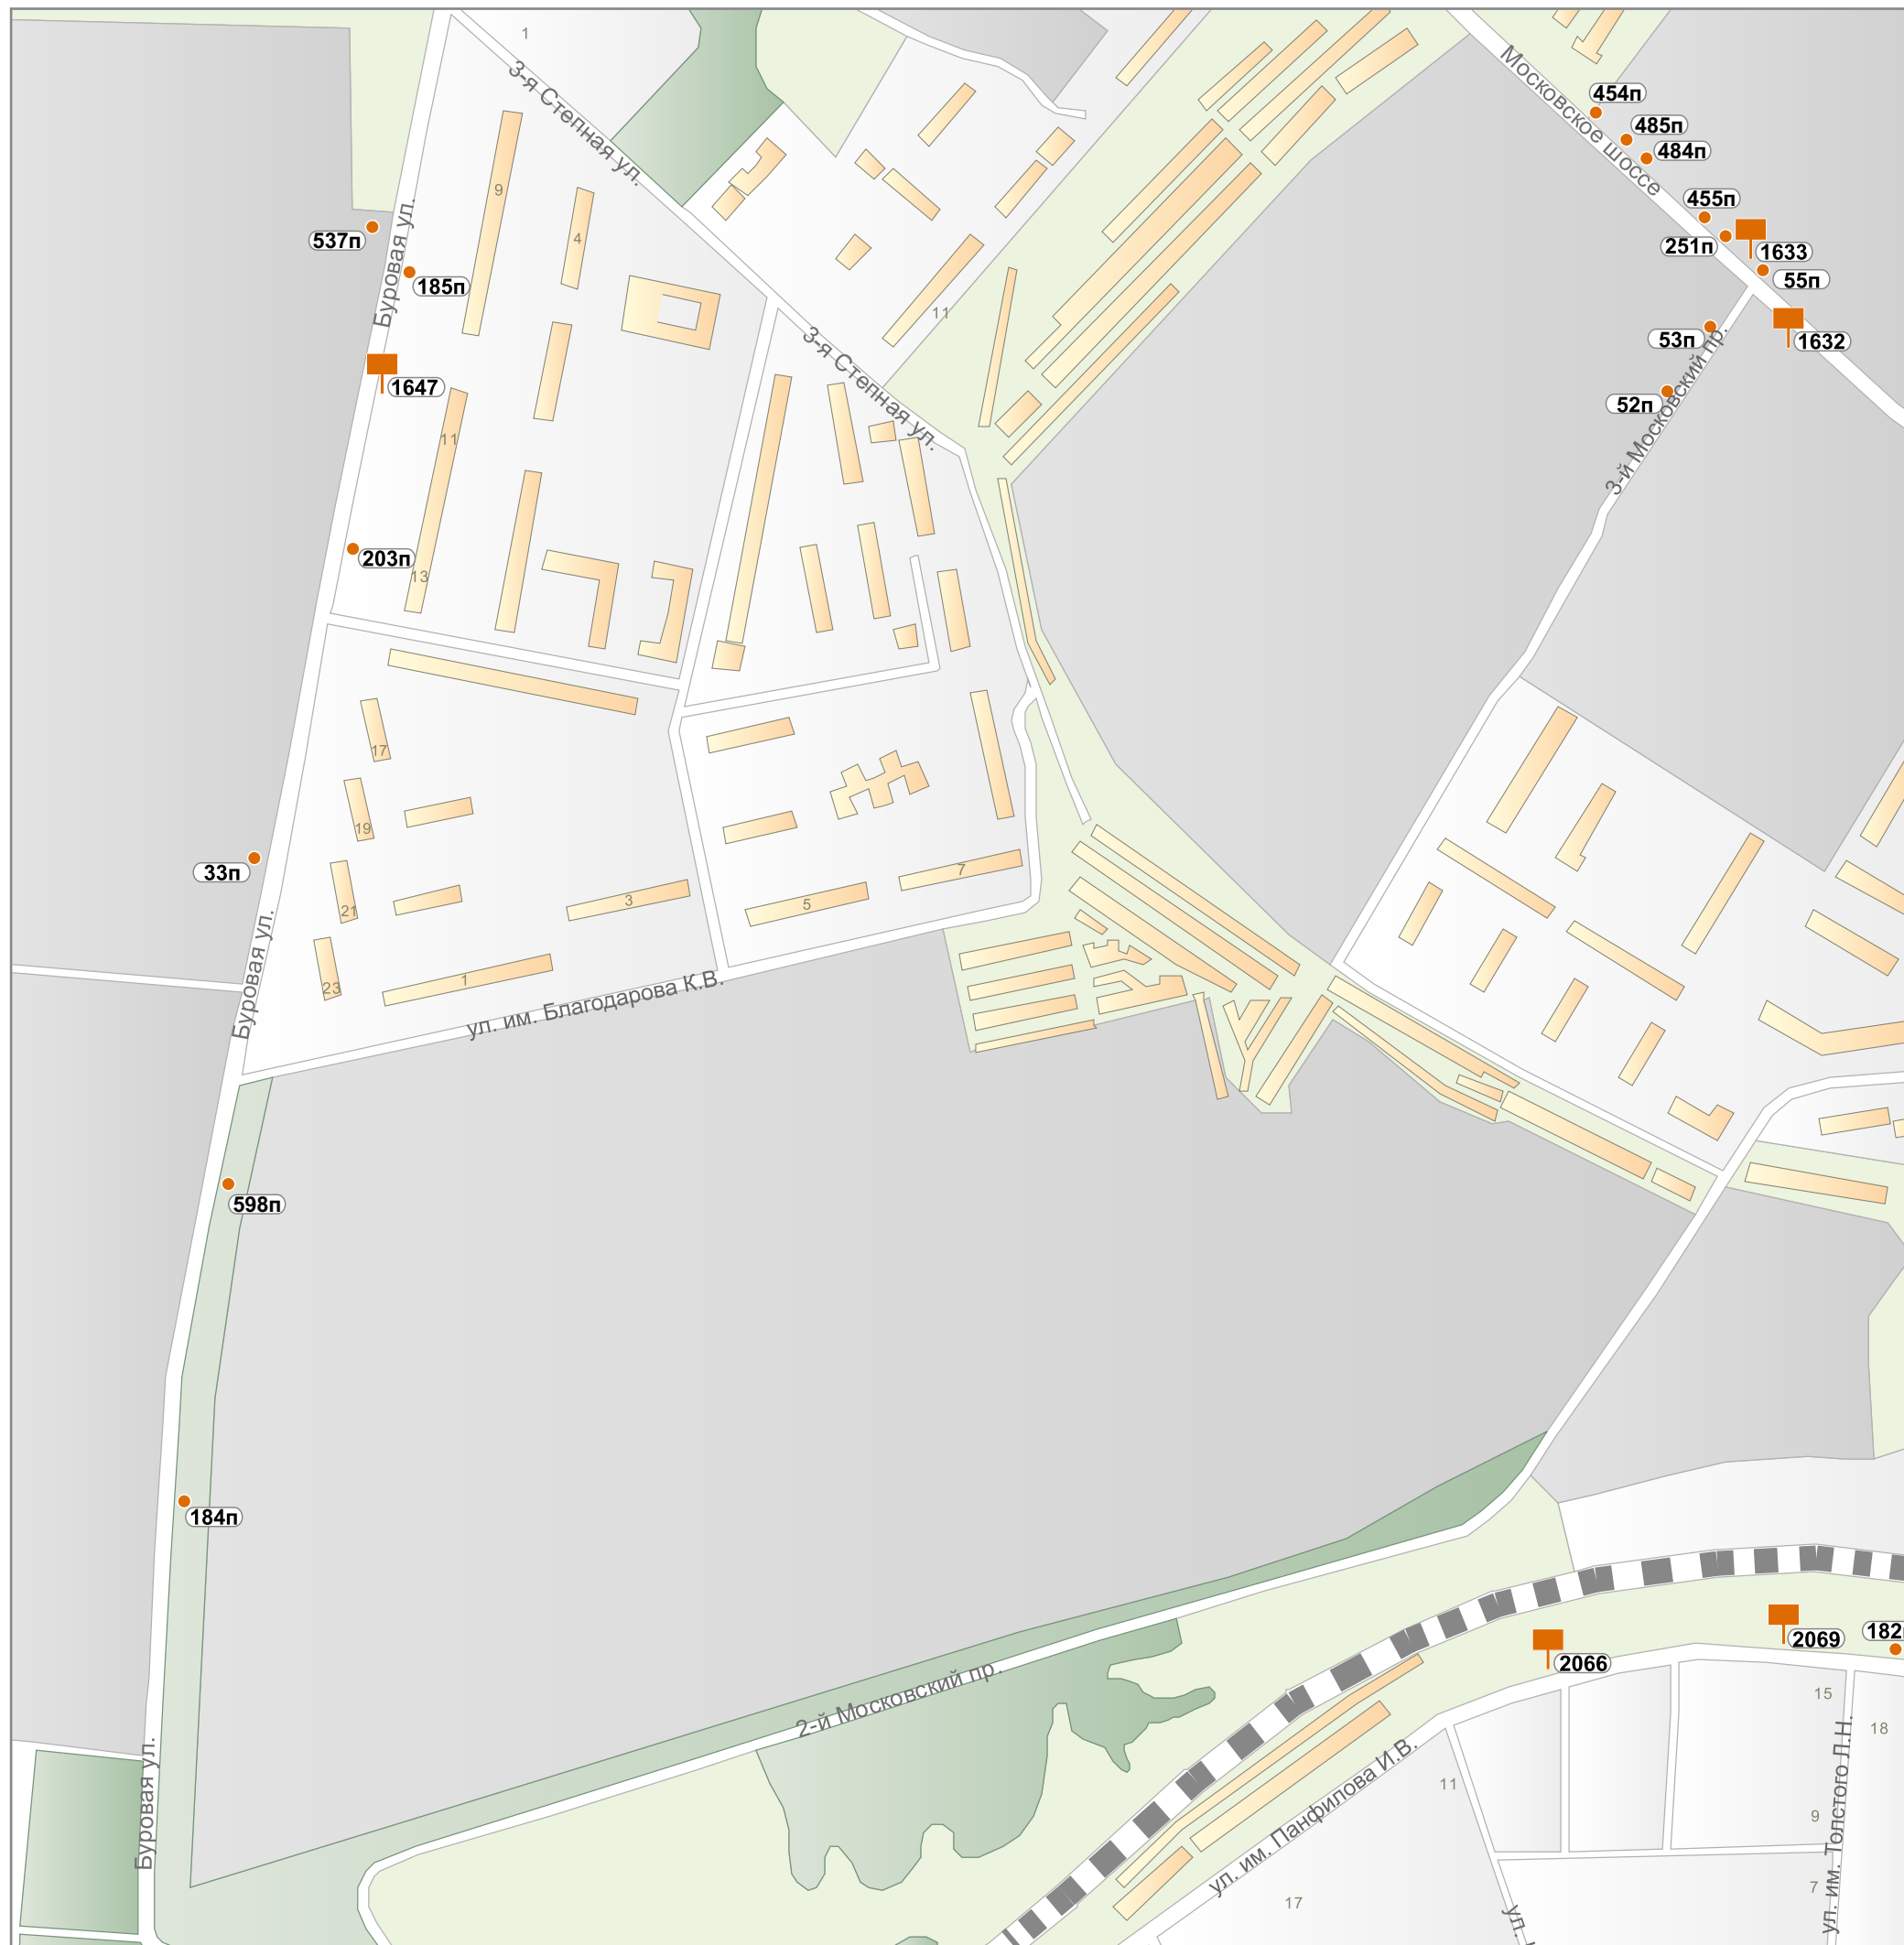 1
3-я Степная ул.
Московское шоссе
454п
485п
484п
9
4
455п
537п
251п
1633
Буровая ул.
185п
55п
11
53п
1632
3-я Степная ул.
1647
52п
3-й Московский пр.
11
203п
13
17
19
33п
7
21
3
5
Буровая ул.
1
23
ул. им. Благодарова К.В.
598п
184п
182
2069
2066
2-й Московский пр.
15
18
Буровая ул.
ул. им. Панфилова И.В.
11
9
ул. им. Толстого Л.Н.
7
17
ул.